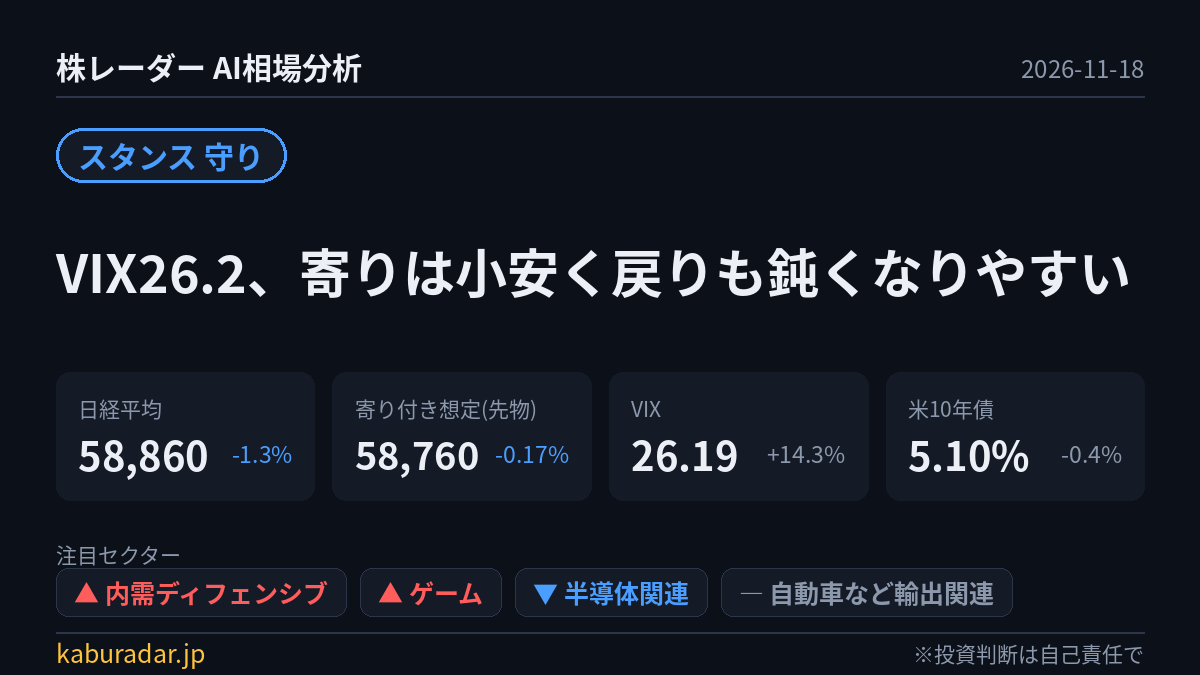 株レーダー AI相場分析
2026-11-18
スタンス 守り
VIX26.2、寄りは小安く戻りも鈍くなりやすい
日経平均
58,860 -1.3%
寄り付き想定(先物)
58,760 -0.17%
VIX
26.19 +14.3%
米10年債
5.10% -0.4%
注目セクター
▲ 内需ディフェンシブ
▲ ゲーム
▼ 半導体関連
— 自動車など輸出関連
kaburadar.jp
※投資判断は自己責任で